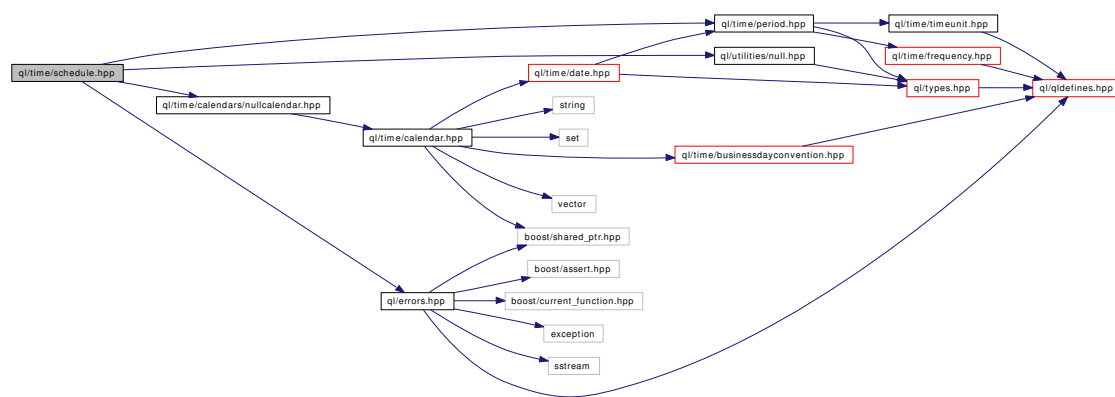 ql/time/schedule.hpp
ql/time/period.hpp
ql/time/timeunit.hpp
ql/utilities/null.hpp
ql/time/frequency.hpp
ql/time/date.hpp
ql/types.hpp
ql/qldefines.hpp
ql/time/calendars/nullcalendar.hpp
string
ql/time/calendar.hpp
set
ql/time/businessdayconvention.hpp
vector
boost/shared_ptr.hpp
boost/assert.hpp
ql/errors.hpp
boost/current_function.hpp
exception
sstream